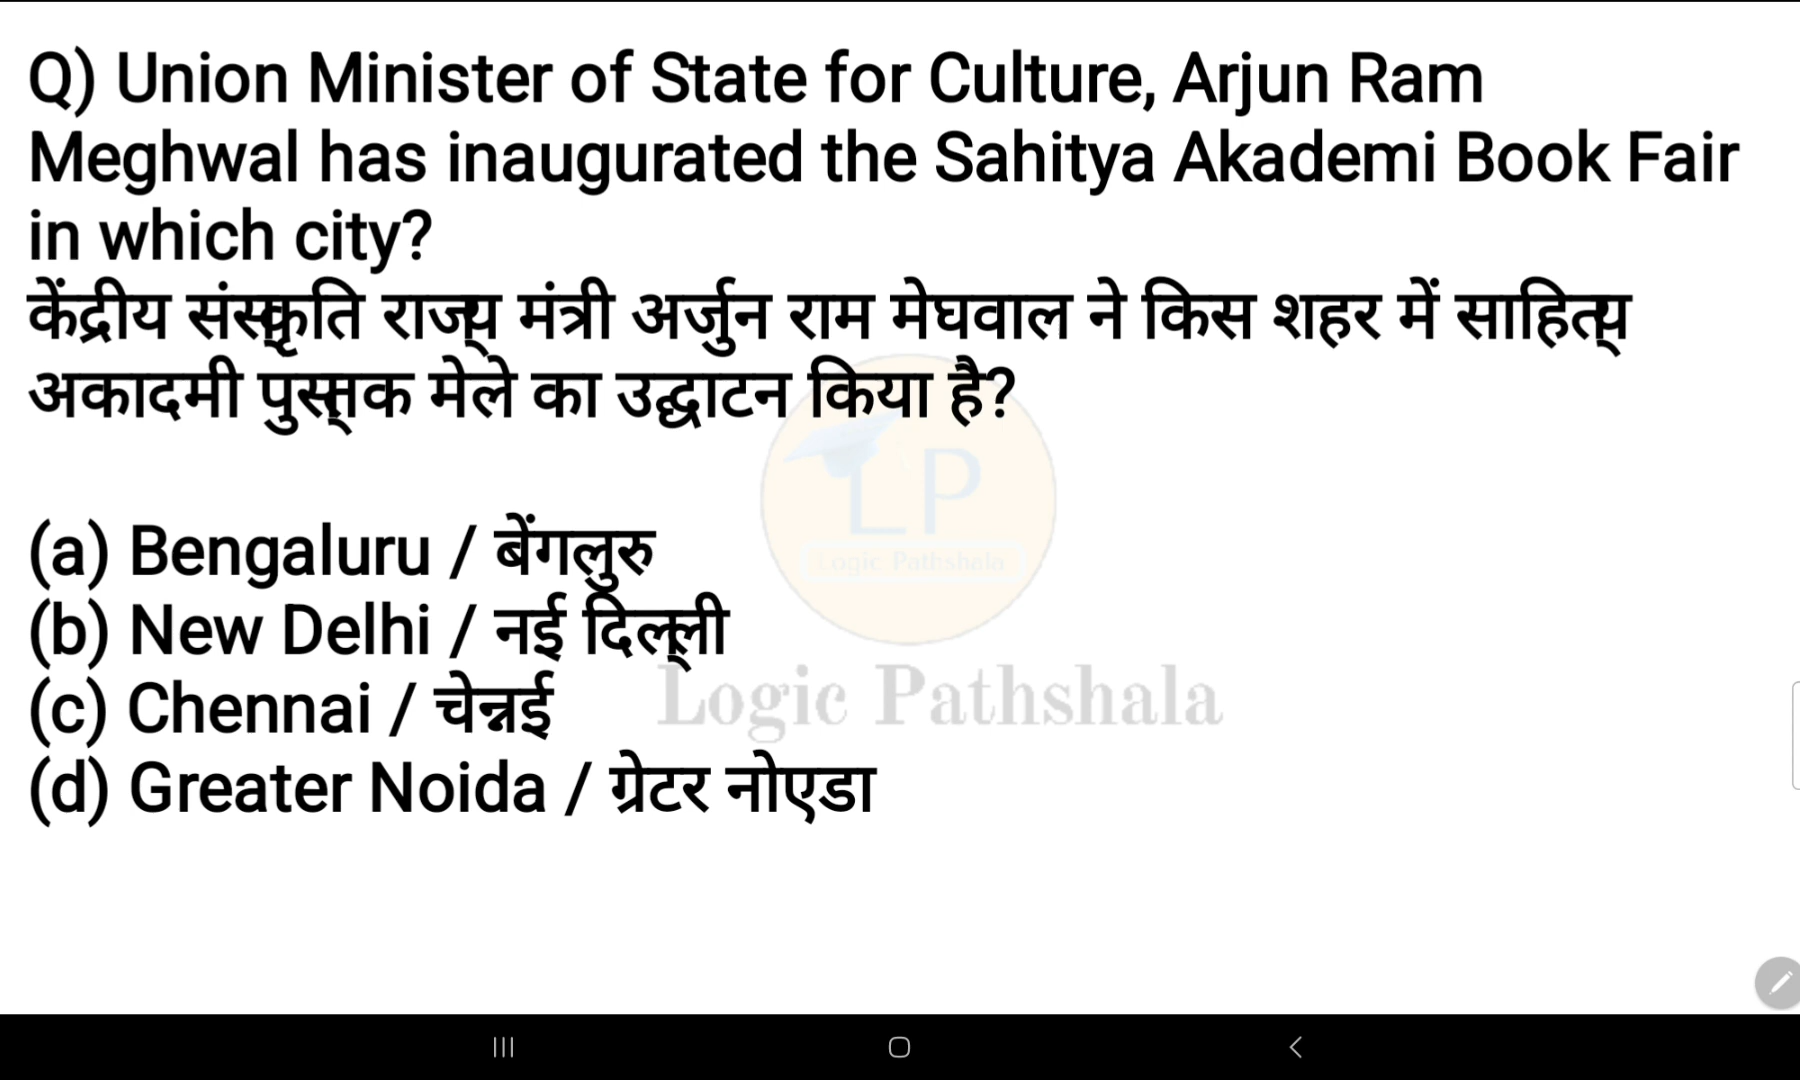 Q) Union Minister of State for Culture, Arjun Ram
Meghwal has inaugurated the Sahitya Akademi Book Fair
in which city?
केंद्रीय संस्कृति राज्य मंत्री अर्जुन राम मेघवाल ने किस शहर में साहित्य
अकादमी पुस्तक मेले का उद्घाटन किया है?
LP
Logic Pathshala
(a) Bengaluru / बेंगलुरु
(b) New Delhi / नई दिल्ली
(c) Chennai / चेन्नई
Logic Pathshala
(d) Greater Noida / ग्रेटर नोएडा